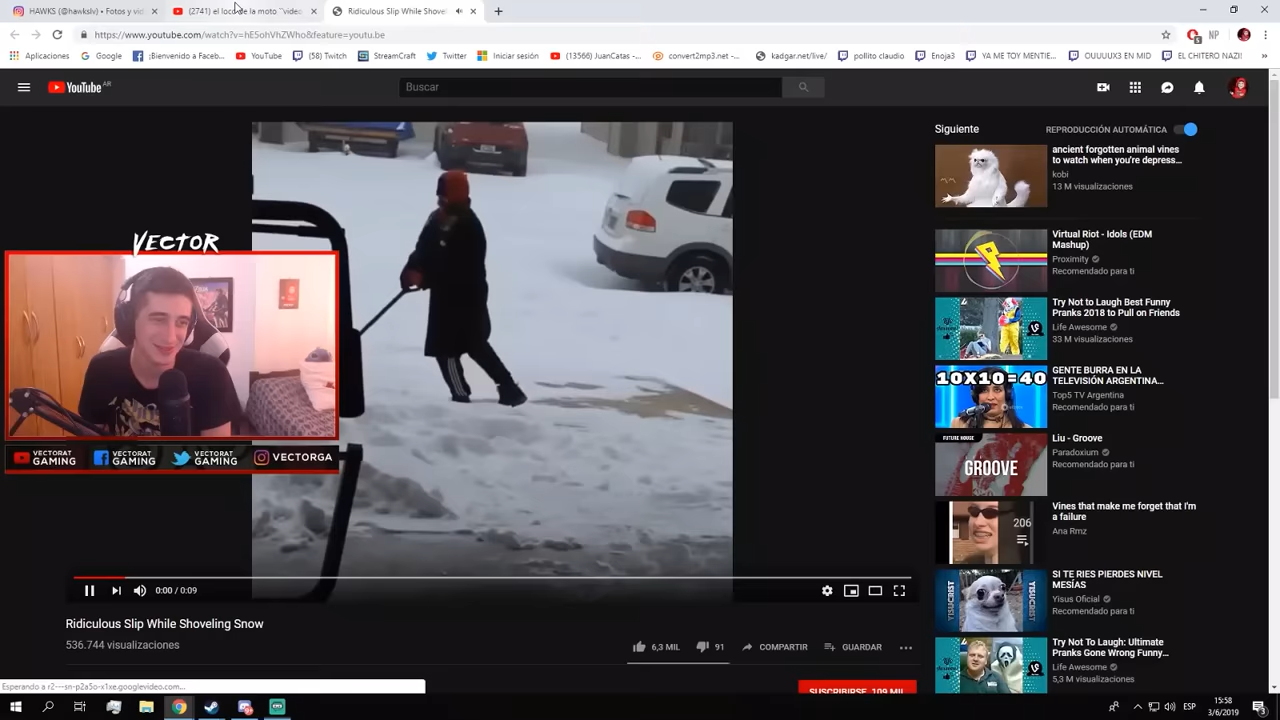 HAWKS (@hawkslv) • Fotos y vid
(2741) el loco de la moto "video
Ridiculous Slip While Shovel
https://www.youtube.com/watch?v=hE5ohVhZWho&feature=youtu.be
NP
Aplicaciones
Google
¡Bienvenido a Faceb...
YouTube
(58) Twitch
StreamCraft
Twitter
Iniciar sesión
(13566) JuanCatas -...
convert2mp3.net -...
kadgar.net/live/
pollito claudio
Enoja3
YA ME TOY MENTIE...
OUUUUX3 EN MID
EL CHITERO NAZI!
»
YouTube AR
Buscar
Siguiente
REPRODUCCIÓN AUTOMÁTICA
ancient forgotten animal vines
to watch when you're depress...
kobi
13 M visualizaciones
Virtual Riot - Idols (EDM
Mashup)
Proximity
Recomendado para ti
Try Not to Laugh Best Funny
Pranks 2018 to Pull on Friends
Life Awesome
33 M visualizaciones
10X10=40
GENTE BURRA EN LA
TELEVISIÓN ARGENTINA...
Top5 TV Argentina
Recomendado para ti
FUTURE HOUSE
GROOVE
Liu - Groove
Paradoxium
Recomendado para ti
206
Vines that make me forget that I'm
a failure
Ana Rmz
YISUCRIST
SI TE RIES PIERDES NIVEL
MESÍAS
Yisus Oficial
Recomendado para ti
Try Not To Laugh: Ultimate
Pranks Gone Wrong Funny...
Life Awesome
5,3 M visualizaciones
VECTOR
VECTORAT
GAMING
VECTORAT
GAMING
VECTORAT
GAMING
VECTORGA
0:00 / 0:09
Ridiculous Slip While Shoveling Snow
536.744 visualizaciones
6,3 MIL
91
COMPARTIR
GUARDAR
SUSCRIBIRSE 109 MIL
Esperando a r2---sn-p2a5o-x1xe.googlevideo.com...
ESP
15:58
3/6/2019
3